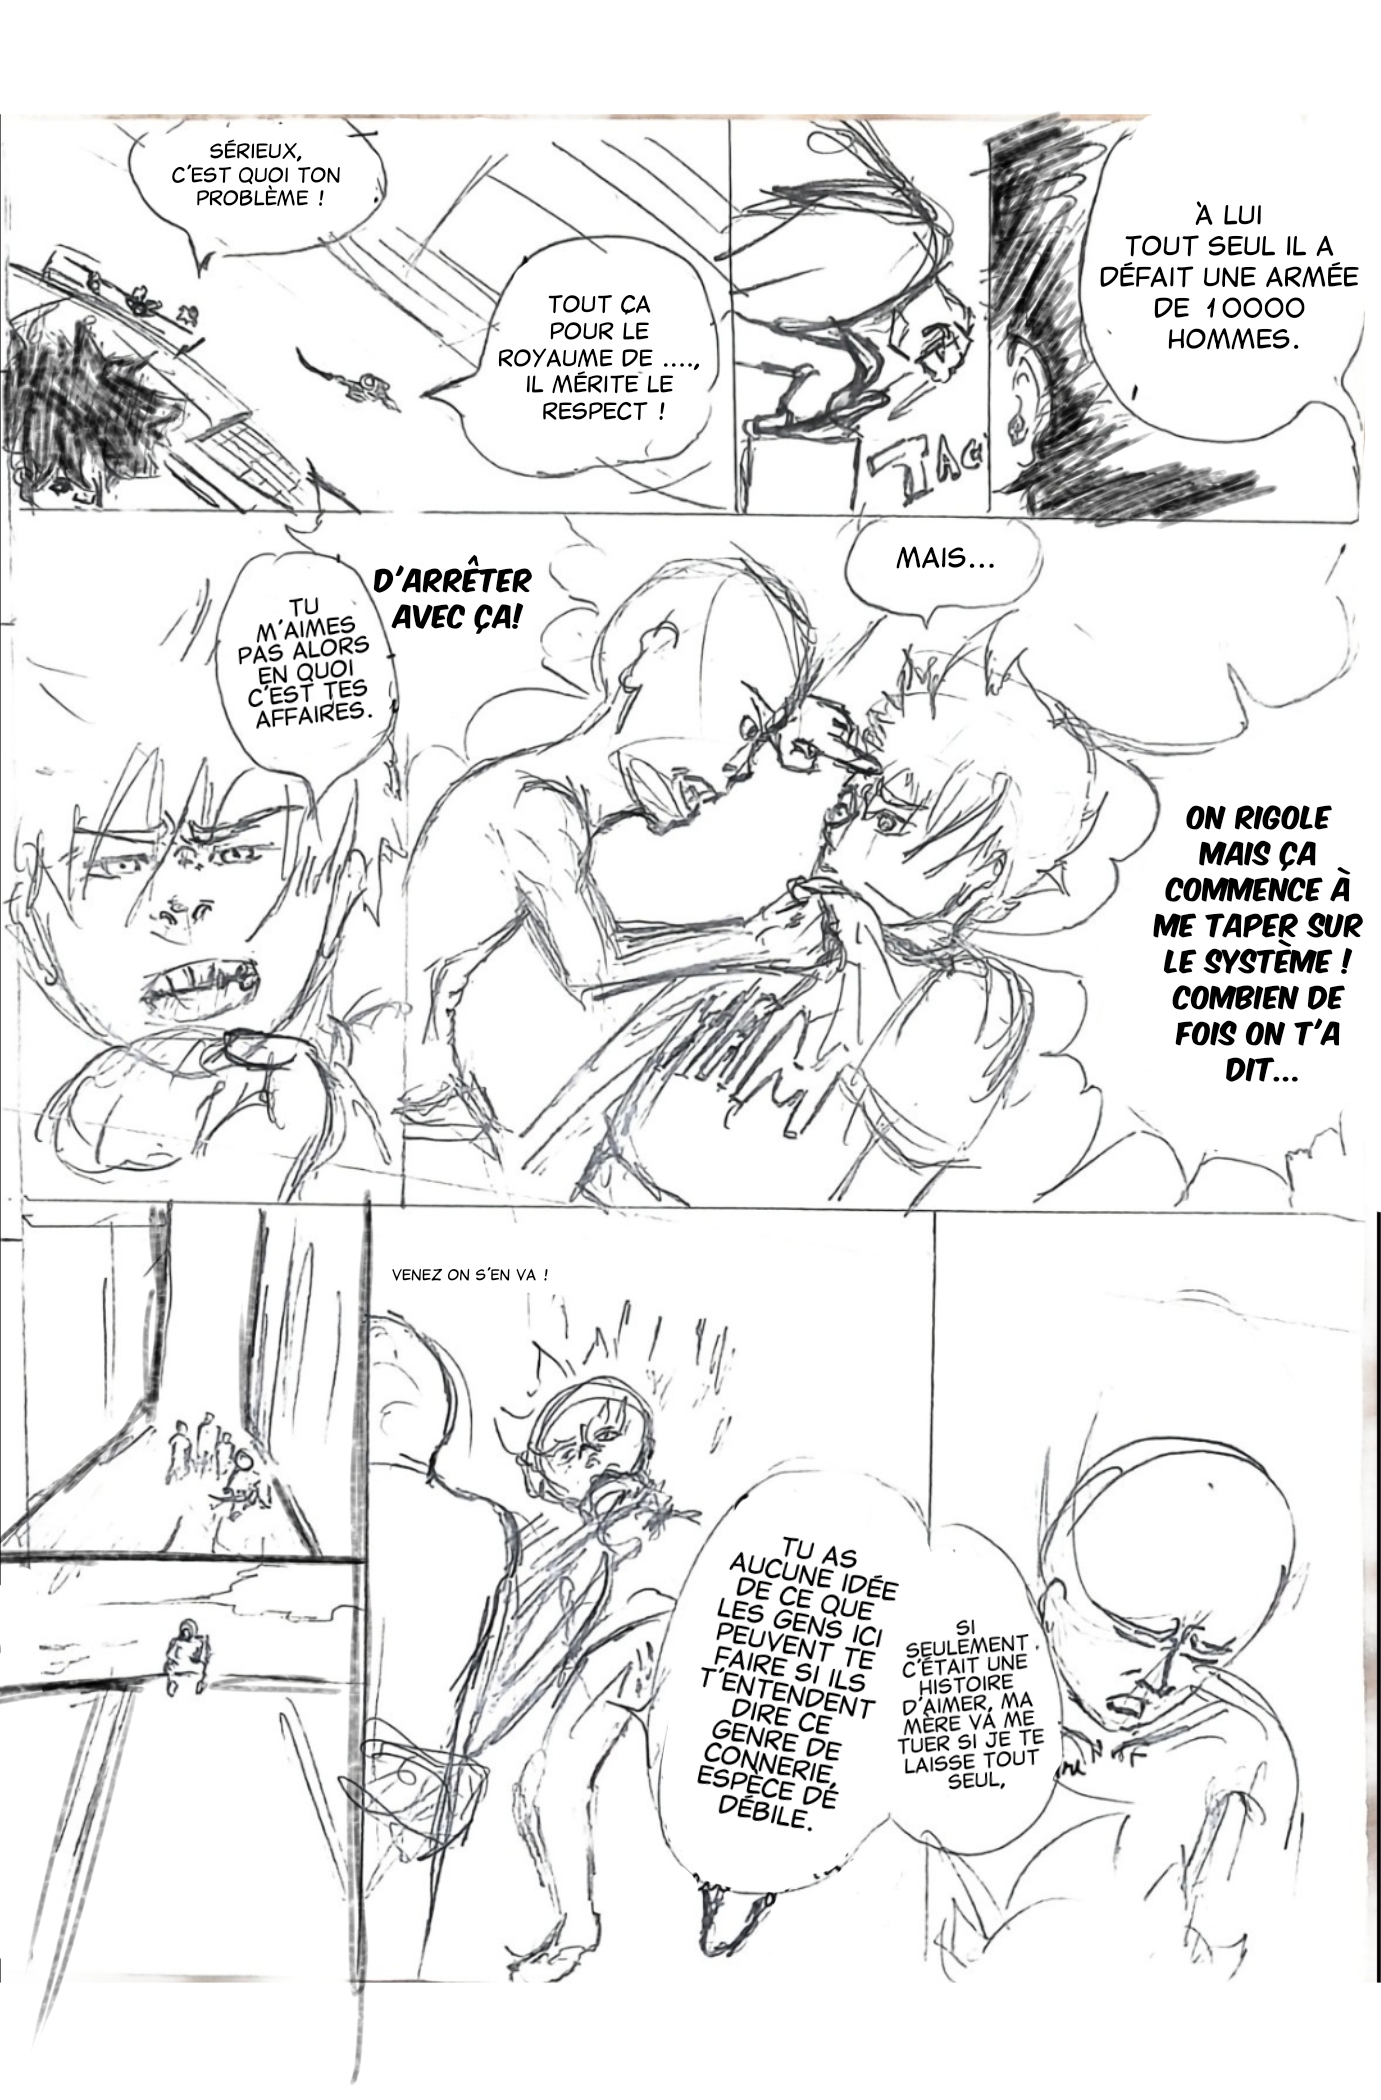 À LUI
TOUT SEUL IL A
DÉFAIT UNE ARMÉE
DE 10000
HOMMES.
TAC
TOUT ÇA
POUR LE
ROYAUME DE ....,
IL MÉRITE LE
RESPECT !
SÉRIEUX,
C'EST QUOI TON
PROBLÈME !
MAIS...
ON RIGOLE
MAIS ÇA
COMMENCE À
ME TAPER SUR
LE SYSTÈME !
COMBIEN DE
FOIS ON T'A
DIT...
D'ARRÊTER
AVEC ÇA!
TU
M'AIMES
PAS ALORS
EN QUOI
C'EST TES
AFFAIRES.
SI
SEULEMENT
C'ÉTAIT UNE
HISTOIRE
D'AIMER, MA
MÈRE VA ME
TUER SI JE TE
LAISSE TOUT
SEUL,
TU AS
AUCUNE IDÉE
DE CE QUE
LES GENS ICI
PEUVENT TE
FAIRE SI ILS
T'ENTENDENT
DIRE CE
GENRE DE
CONNERIE,
ESPÈCE DE
DÉBILE.
VENEZ ON S'EN VA !